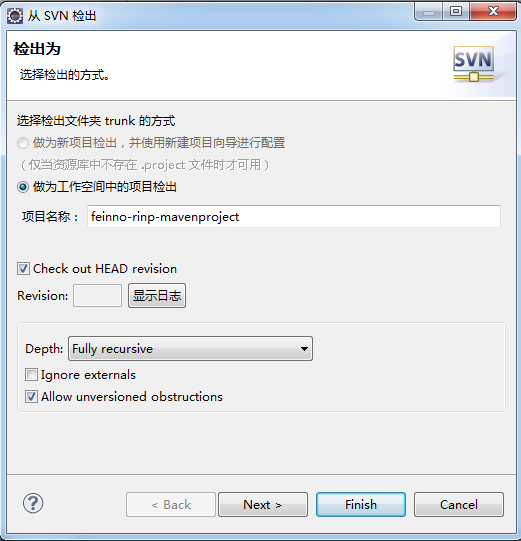 从 SVN 检出
检出为
选择检出的方式。
SVN
选择检出文件夹 trunk 的方式
做为新项目检出，并使用新建项目向导进行配置
（仅当资源库中不存在 .project 文件时才可用）
做为工作空间中的项目检出
项目名称： feinno-rinp-mavenproject
Check out HEAD revision
Revision: 显示日志
Depth: Fully recursive
Ignore externals
Allow unversioned obstructions
? < Back Next > Finish Cancel